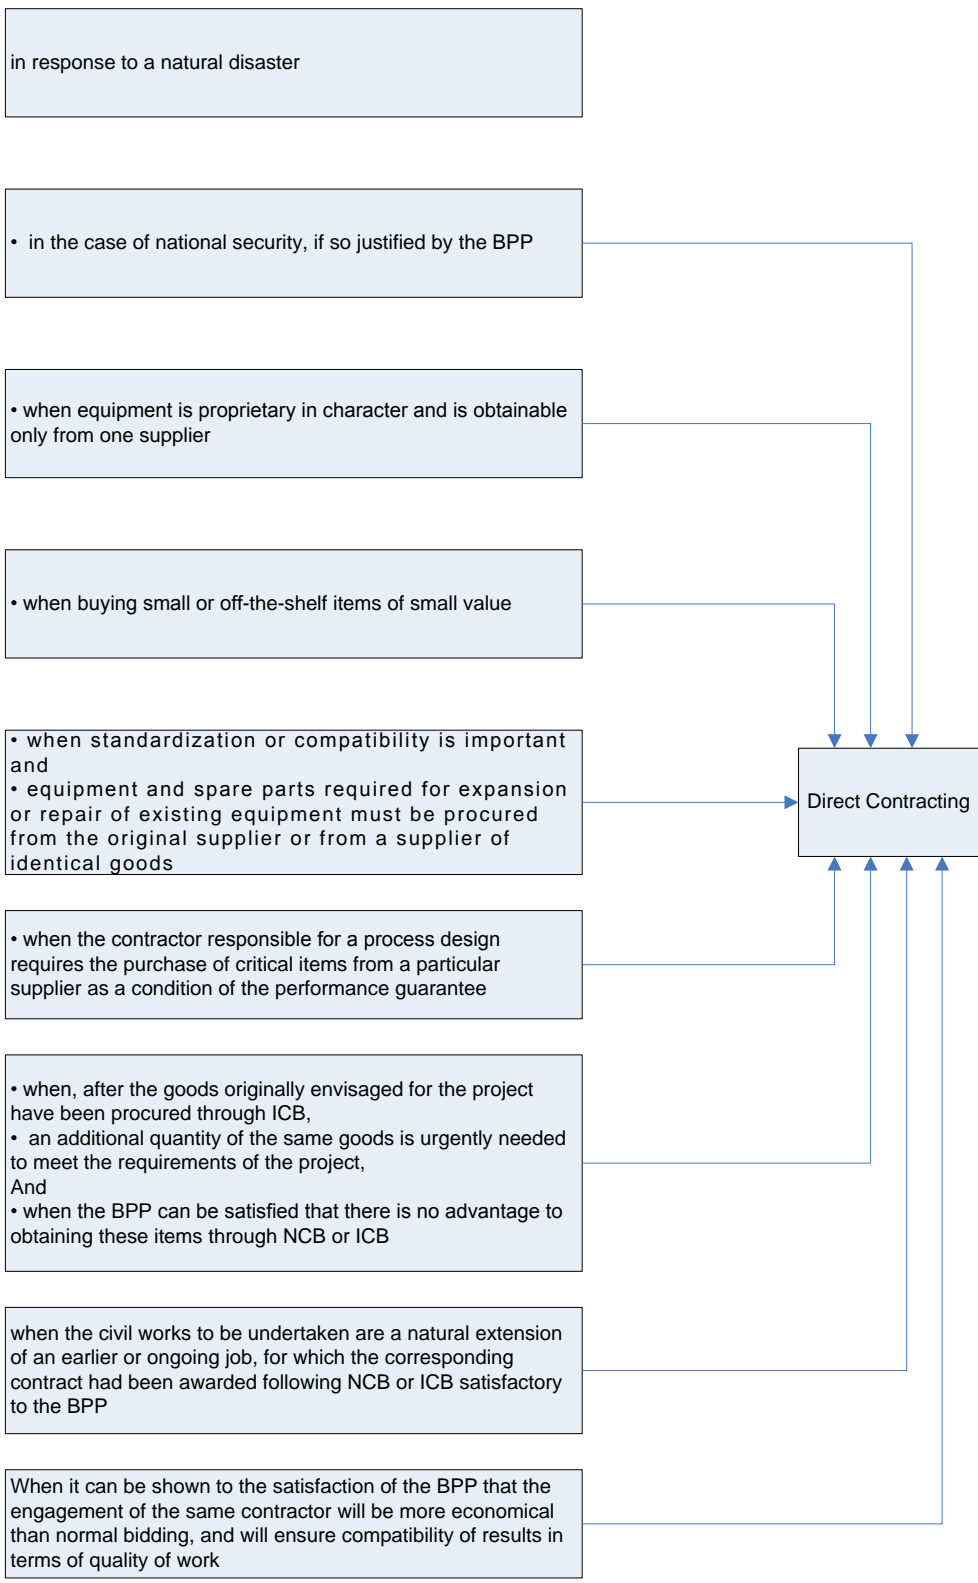 in response to a natural disaster
• in the case of national security, if so justified by the BPP
• when equipment is proprietary in character and is obtainable
only from one supplier
• when buying small or off-the-shelf items of small value
• when standardization or compatibility is important
and
• equipment and spare parts required for expansion
or repair of existing equipment must be procured
from the original supplier or from a supplier of
identical goods
Direct Contracting
• when the contractor responsible for a process design
requires the purchase of critical items from a particular
supplier as a condition of the performance guarantee
• when, after the goods originally envisaged for the project
have been procured through ICB,
• an additional quantity of the same goods is urgently needed
to meet the requirements of the project,
And
• when the BPP can be satisfied that there is no advantage to
obtaining these items through NCB or ICB
when the civil works to be undertaken are a natural extension
of an earlier or ongoing job, for which the corresponding
contract had been awarded following NCB or ICB satisfactory
to the BPP
When it can be shown to the satisfaction of the BPP that the
engagement of the same contractor will be more economical
than normal bidding, and will ensure compatibility of results in
terms of quality of work